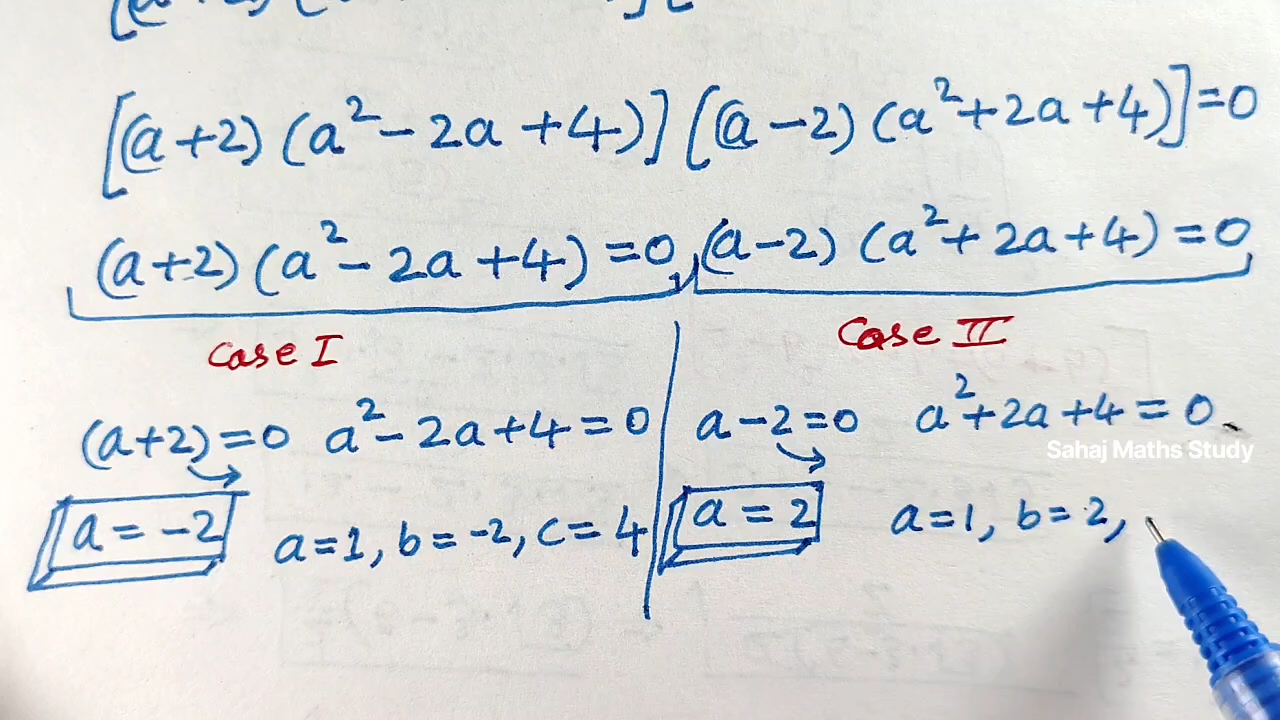 [(a+2)(a²-2a+4)][(a-2)(a²+2a+4)]=0
(a+2)(a²-2a+4)=0, (a-2)(a²+2a+4)=0
Case I
Case II
(a+2)=0 a²-2a+4=0
a-2=0 a²+2a+4=0
Sahaj Maths Study
a=-2 a=1, b=-2, c=4
a=2 a=1, b=2,